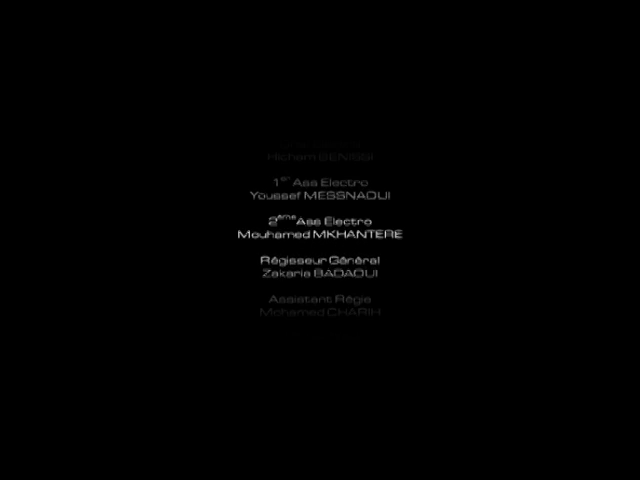 Hicham BENISSI
1er Ass Electro
Youssef MESSNAOUI
2ème Ass Electro
Mouhamed MKHANTERE
Régisseur Général
Zakaria BADAOUI
Assistant Régie
Mohamed CHARIH